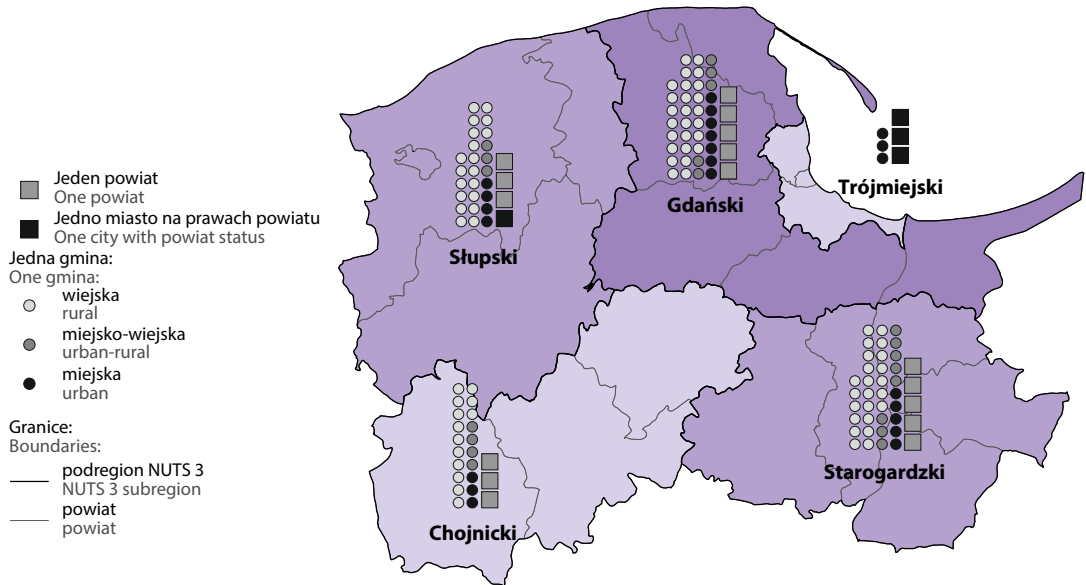 Jeden powiat
One powiat
Jedno miasto na prawach powiatu
One city with powiat status
Jedna gmina:
One gmina:
wiejska
rural
miejsko-wiejska
urban-rural
miejska
urban
Granice:
Boundaries:
podregion NUTS 3
NUTS 3 subregion
powiat
powiat
Słupski
Gdański
Trójmiejski
Chojnicki
Starogardzki